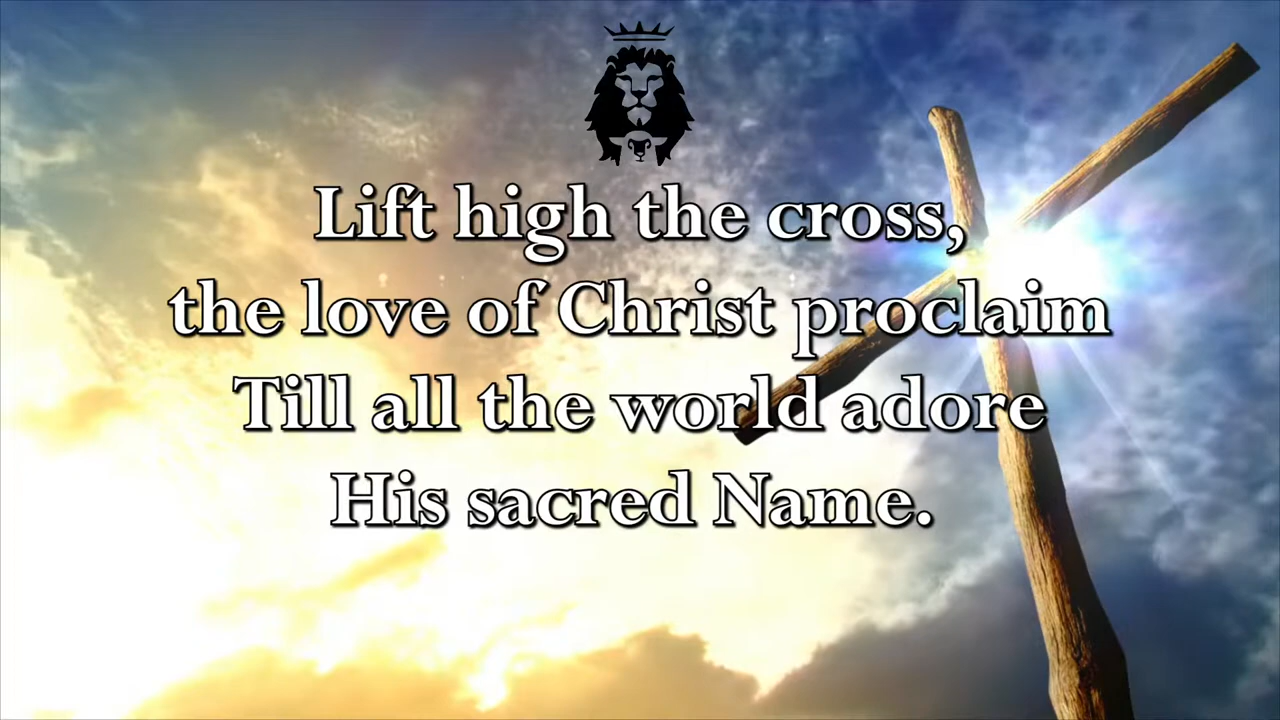 Lift high the cross,
the love of Christ proclaim
Till all the world adore
His sacred Name.